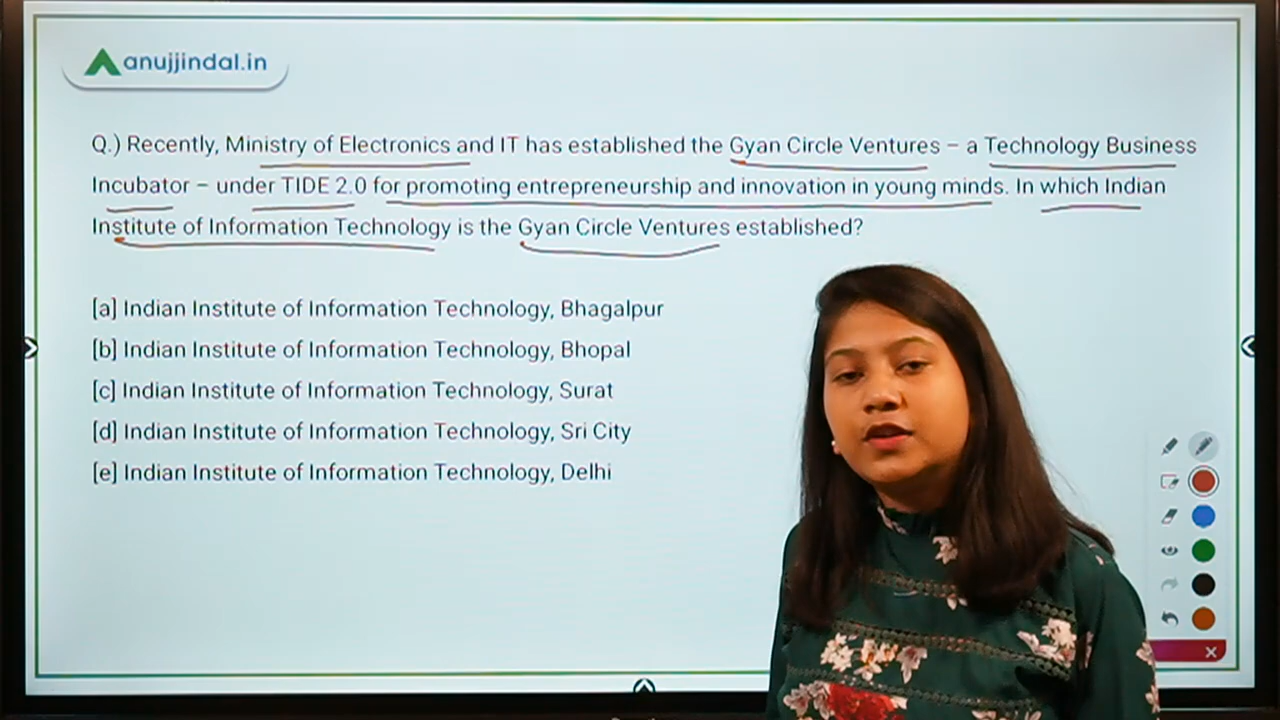 anujjindal.in
Q.) Recently, Ministry of Electronics and IT has established the Gyan Circle Ventures – a Technology Business
Incubator – under TIDE 2.0 for promoting entrepreneurship and innovation in young minds. In which Indian
Institute of Information Technology is the Gyan Circle Ventures established?
[a] Indian Institute of Information Technology, Bhagalpur
[b] Indian Institute of Information Technology, Bhopal
[c] Indian Institute of Information Technology, Surat
[d] Indian Institute of Information Technology, Sri City
[e] Indian Institute of Information Technology, Delhi